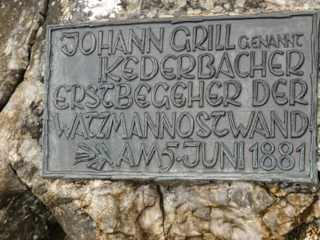 JOHANN GRILL GENANNT
KEDERBACHER
ERSTBEGEHER DER
WATZMANNOSTWAND
AM 5. JUNI 1881